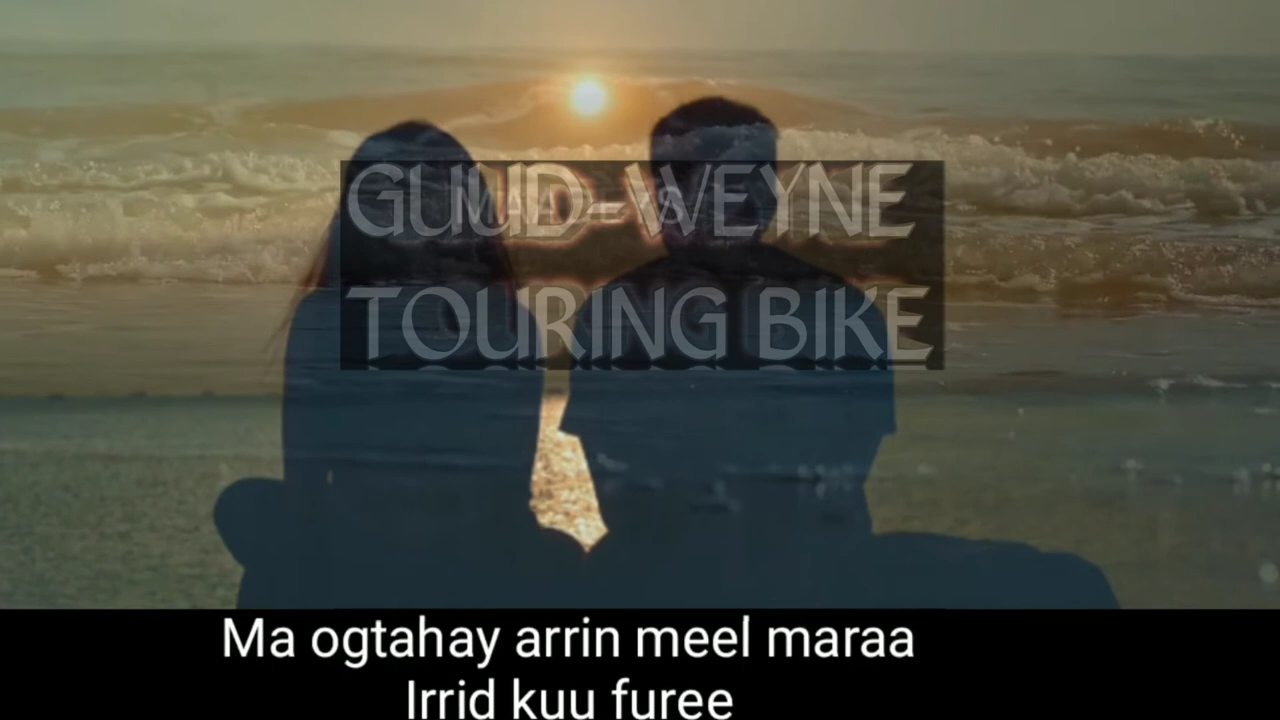 GUUD-WEYNE
TOURING BIKE
Ma ogtahay arrin meel maraa
Irrid kuu furee